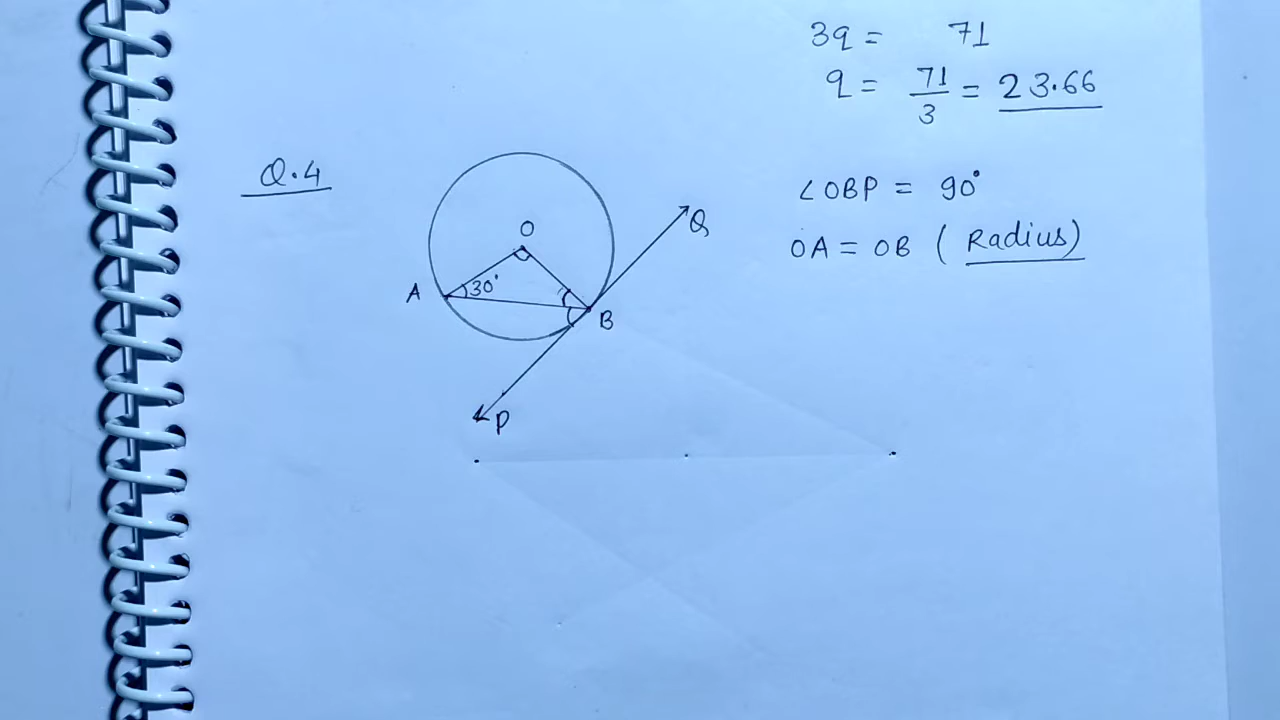 3q = 71
q = 71/3 = 23.66
Q.4
∠OBP = 90°
OA = OB ( Radius)
O
Q
A
30°
B
P